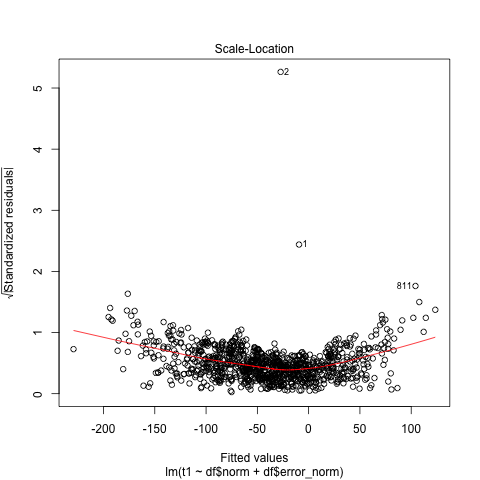 Scale-Location
√|Standardized residuals|
5
4
3
2
1
0
2
1
811
-200 -150 -100 -50 0 50 100
Fitted values
lm(t1 ~ df$norm + df$error_norm)